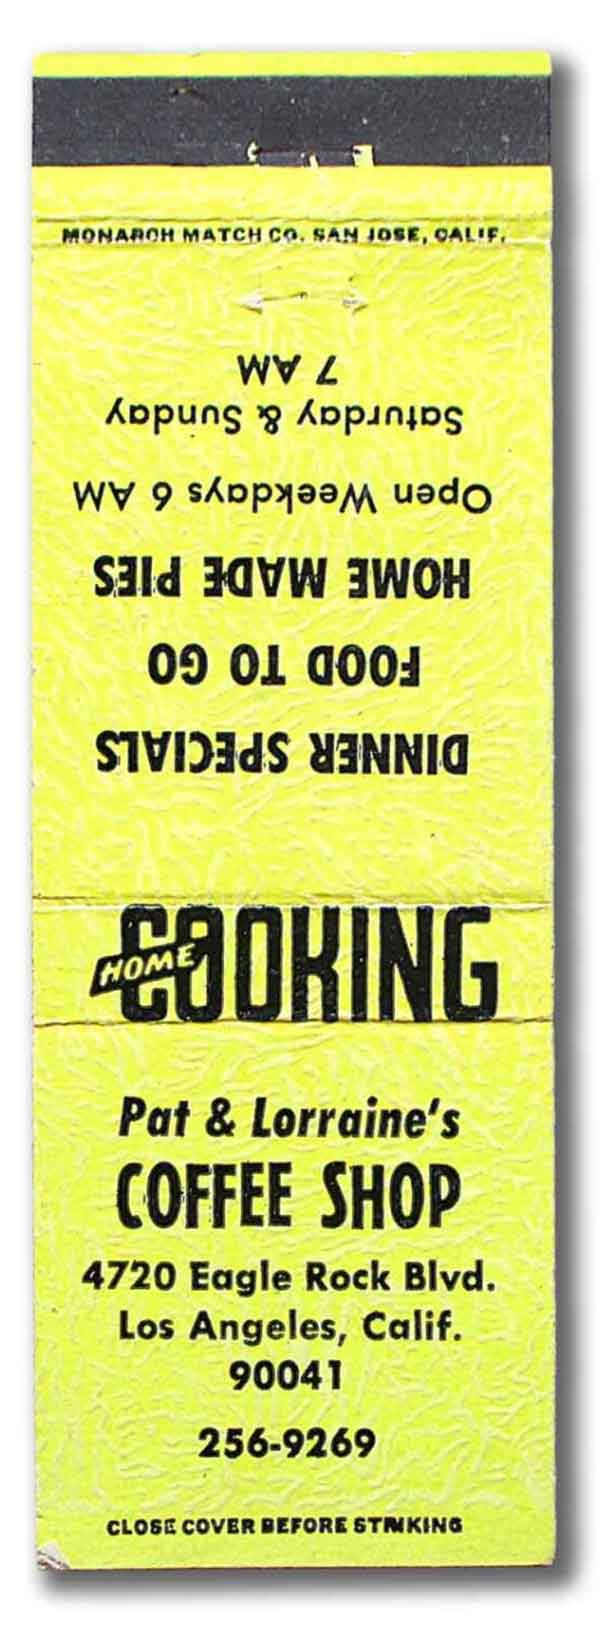 MONARCH MATCH CO. SAN JOSE, CALIF.
DINNER SPECIALS
FOOD TO GO
HOME MADE PIES
Open Weekdays 6 AM
Saturday & Sunday
7 AM
HOME COOKING
Pat & Lorraine's
COFFEE SHOP
4720 Eagle Rock Blvd.
Los Angeles, Calif.
90041
256-9269
CLOSE COVER BEFORE STRIKING